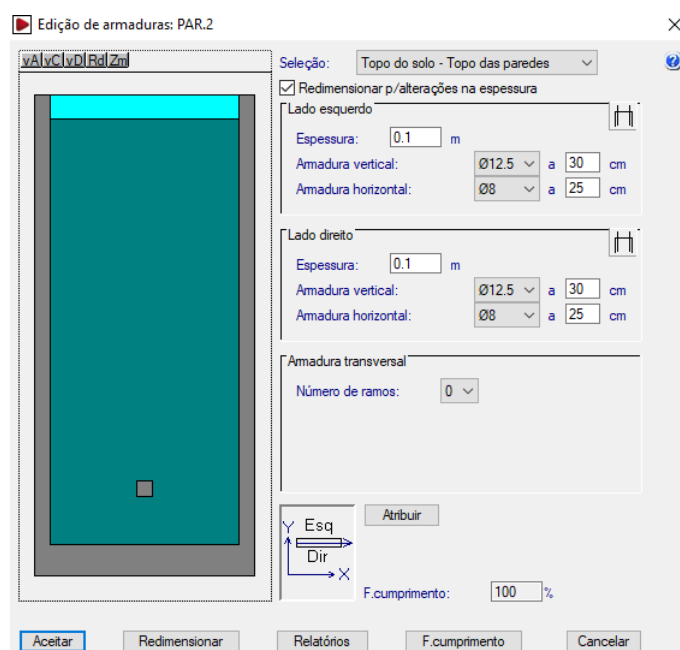 Edição de armaduras: PAR.2
vA vC vD Rd Zm
Seleção: Topo do solo - Topo das paredes
Redimensionar p/alterações na espessura
Lado esquerdo
Espessura: 0.1 m
Armadura vertical: Ø12.5 a 30 cm
Armadura horizontal: Ø8 a 25 cm
Lado direito
Espessura: 0.1 m
Armadura vertical: Ø12.5 a 30 cm
Armadura horizontal: Ø8 a 25 cm
Armadura transversal
Número de ramos: 0
Y Esq
Dir
X
Atribuir
F.cumprimento: 100 %
Aceitar Redimensionar Relatórios F.cumprimento Cancelar